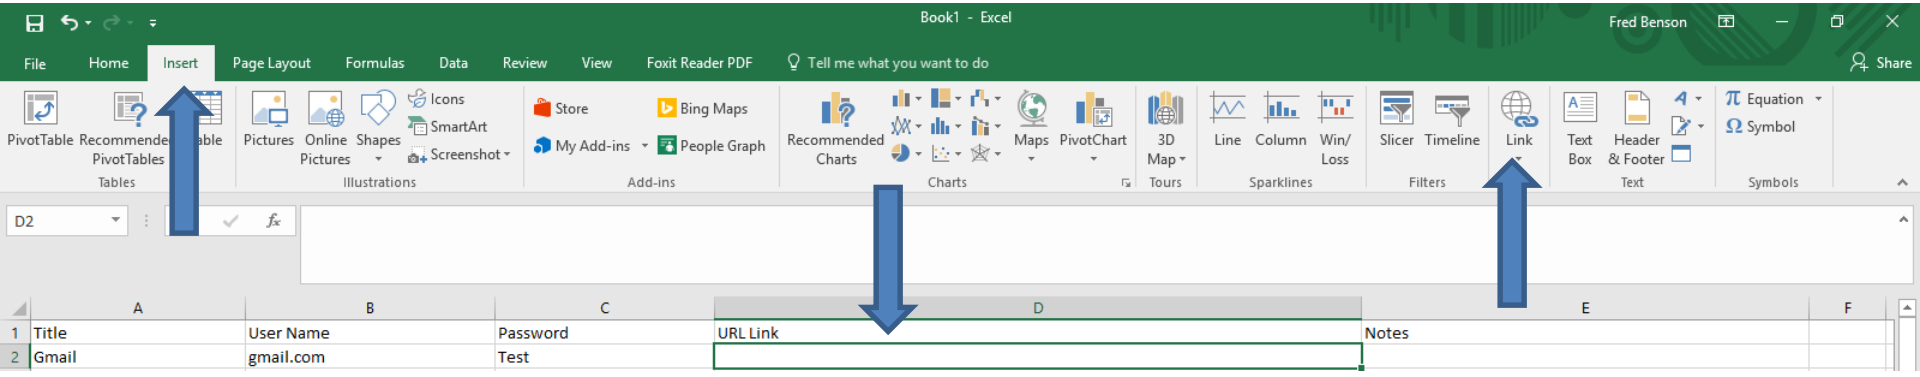 Book1 - Excel
Fred Benson
File Home Insert Page Layout Formulas Data Review View Foxit Reader PDF Tell me what you want to do Share
PivotTable
Recommended
PivotTables
Table
Tables
Pictures
Online
Pictures
Shapes
Icons
SmartArt
Screenshot
Illustrations
Store
My Add-ins
Bing Maps
People Graph
Add-ins
Recommended
Charts
Maps
PivotChart
Charts
3D
Map
Tours
Line
Column
Win/
Loss
Sparklines
Slicer
Timeline
Filters
Link
Text
Box
Header
& Footer
Text
π Equation
Ω Symbol
Symbols
D2
fx
A B C D E F
1 Title User Name Password URL Link Notes
2 Gmail gmail.com Test